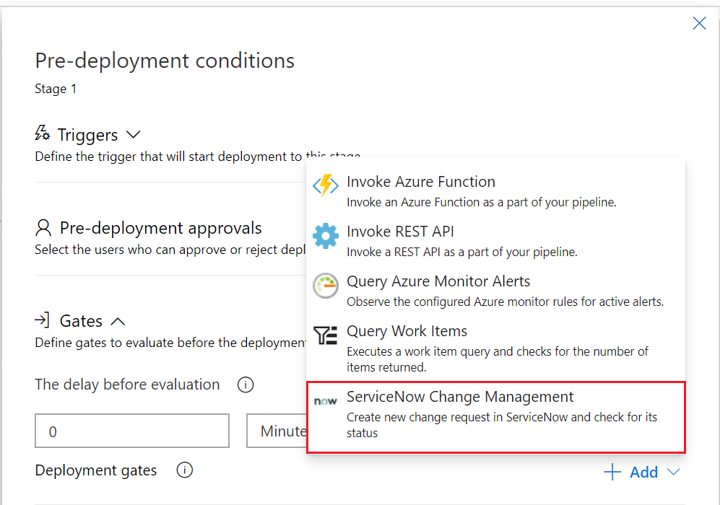 Pre-deployment conditions
Stage 1
Triggers
Define the trigger that will start deployment to this stage
Pre-deployment approvals
Select the users who can approve or reject depl
Gates
Define gates to evaluate before the deploymen
The delay before evaluation
0
Minute
Deployment gates
Add
Invoke Azure Function
Invoke an Azure Function as a part of your pipeline.
Invoke REST API
Invoke a REST API as a part of your pipeline.
Query Azure Monitor Alerts
Observe the configured Azure monitor rules for active alerts.
Query Work Items
Executes a work item query and checks for the number of
items returned.
now
ServiceNow Change Management
Create new change request in ServiceNow and check for its
status